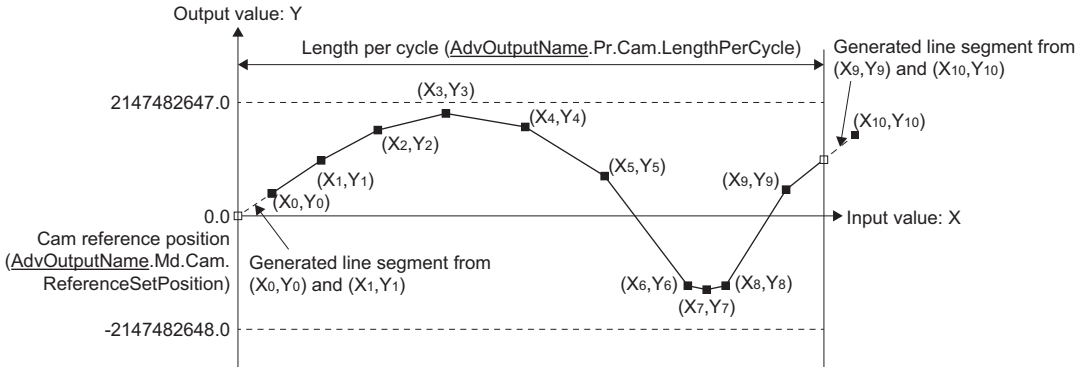 Output value: Y
Length per cycle (AdvOutputName.Pr.Cam.LengthPerCycle)
Generated line segment from
(X9,Y9) and (X10,Y10)
2147482647.0
(X3,Y3)
(X4,Y4)
(X10,Y10)
(X2,Y2)
(X1,Y1)
(X5,Y5)
(X9,Y9)
(X0,Y0)
0.0
Input value: X
Cam reference position
(AdvOutputName.Md.Cam.
ReferenceSetPosition)
Generated line segment from
(X0,Y0) and (X1,Y1)
(X6,Y6)
(X8,Y8)
(X7,Y7)
-2147482648.0